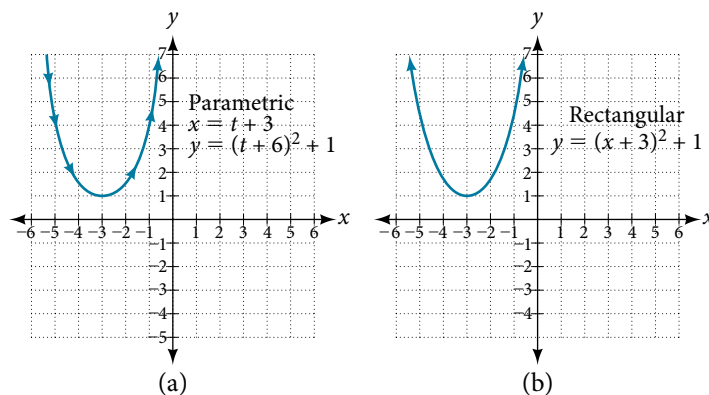 y
7
6
5
4
3
2
1
−1
−2
−3
−4
−5
−6 −5 −4 −3 −2 −1 1 2 3 4 5 6 x
Parametric
x = t + 3
y = (t + 6)² + 1
(a)
y
7
6
5
4
3
2
1
−1
−2
−3
−4
−5
−6 −5 −4 −3 −2 −1 1 2 3 4 5 6 x
Rectangular
y = (x + 3)² + 1
(b)